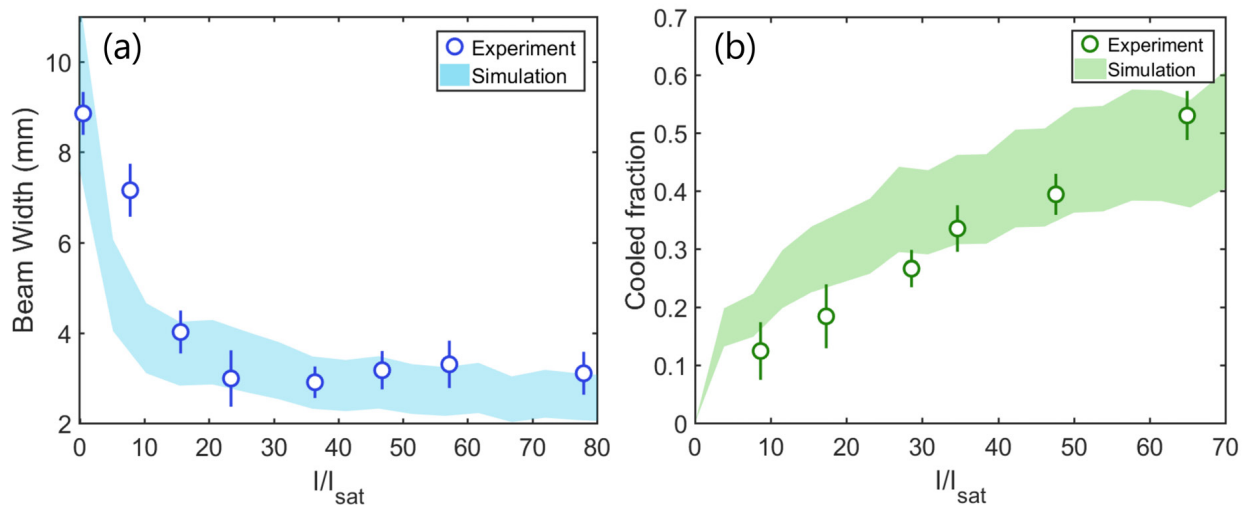 (a)
Experiment
Simulation
Beam Width (mm)
10
8
6
4
2
0 10 20 30 40 50 60 70 80
I/Isat
(b)
Experiment
Simulation
Cooled fraction
0.7
0.6
0.5
0.4
0.3
0.2
0.1
0
0 10 20 30 40 50 60 70
I/Isat